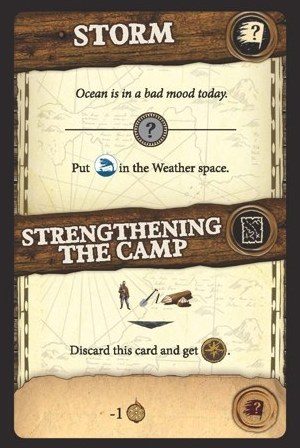 STORM
?
Ocean is in a bad mood today.
?
Put in the Weather space.
STRENGTHENING
THE CAMP
Discard this card and get .
-1
?